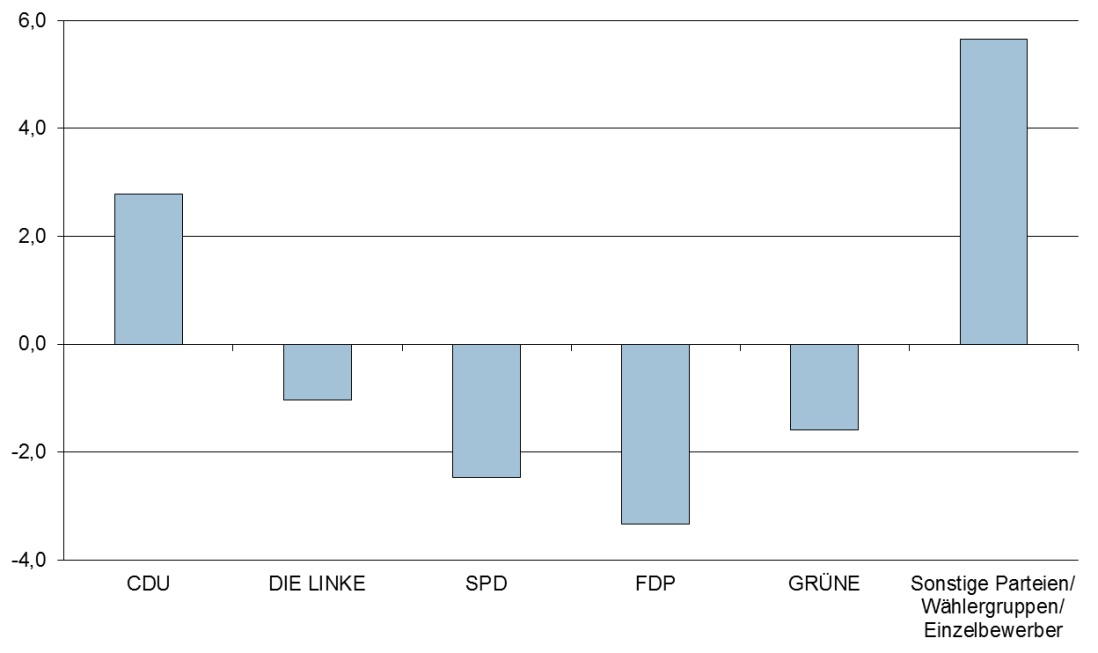 6,0
4,0
2,0
0,0
-2,0
-4,0
CDU
DIE LINKE
SPD
FDP
GRÜNE
Sonstige Parteien/
Wählergruppen/
Einzelbewerber